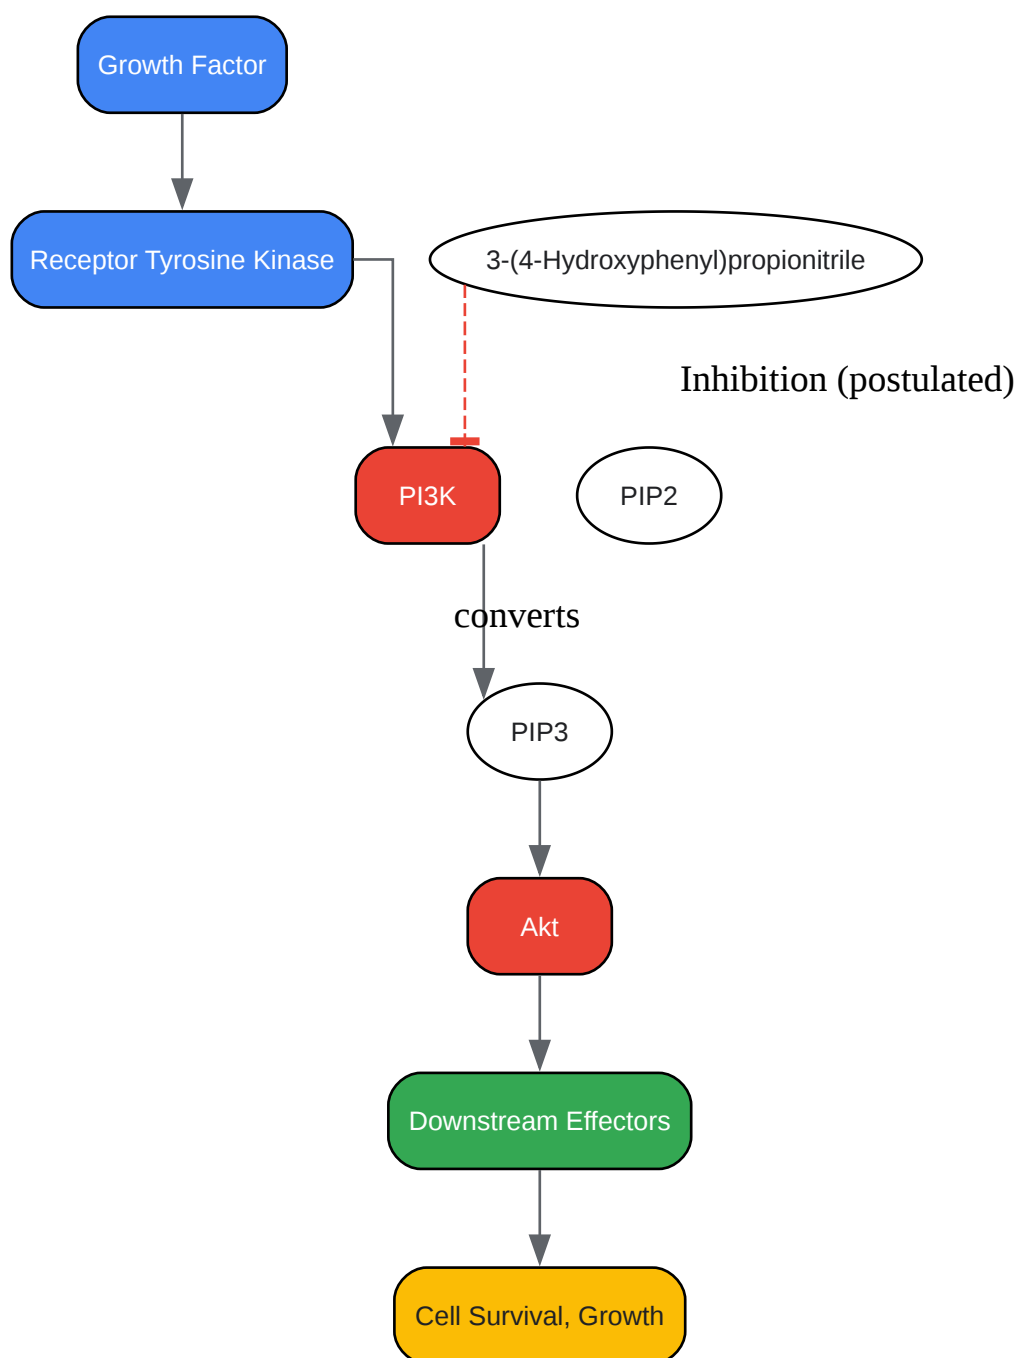 Growth Factor
Receptor Tyrosine Kinase
3-(4-Hydroxyphenyl)propionitrile
Inhibition (postulated)
PI3K
PIP2
converts
PIP3
Akt
Downstream Effectors
Cell Survival, Growth